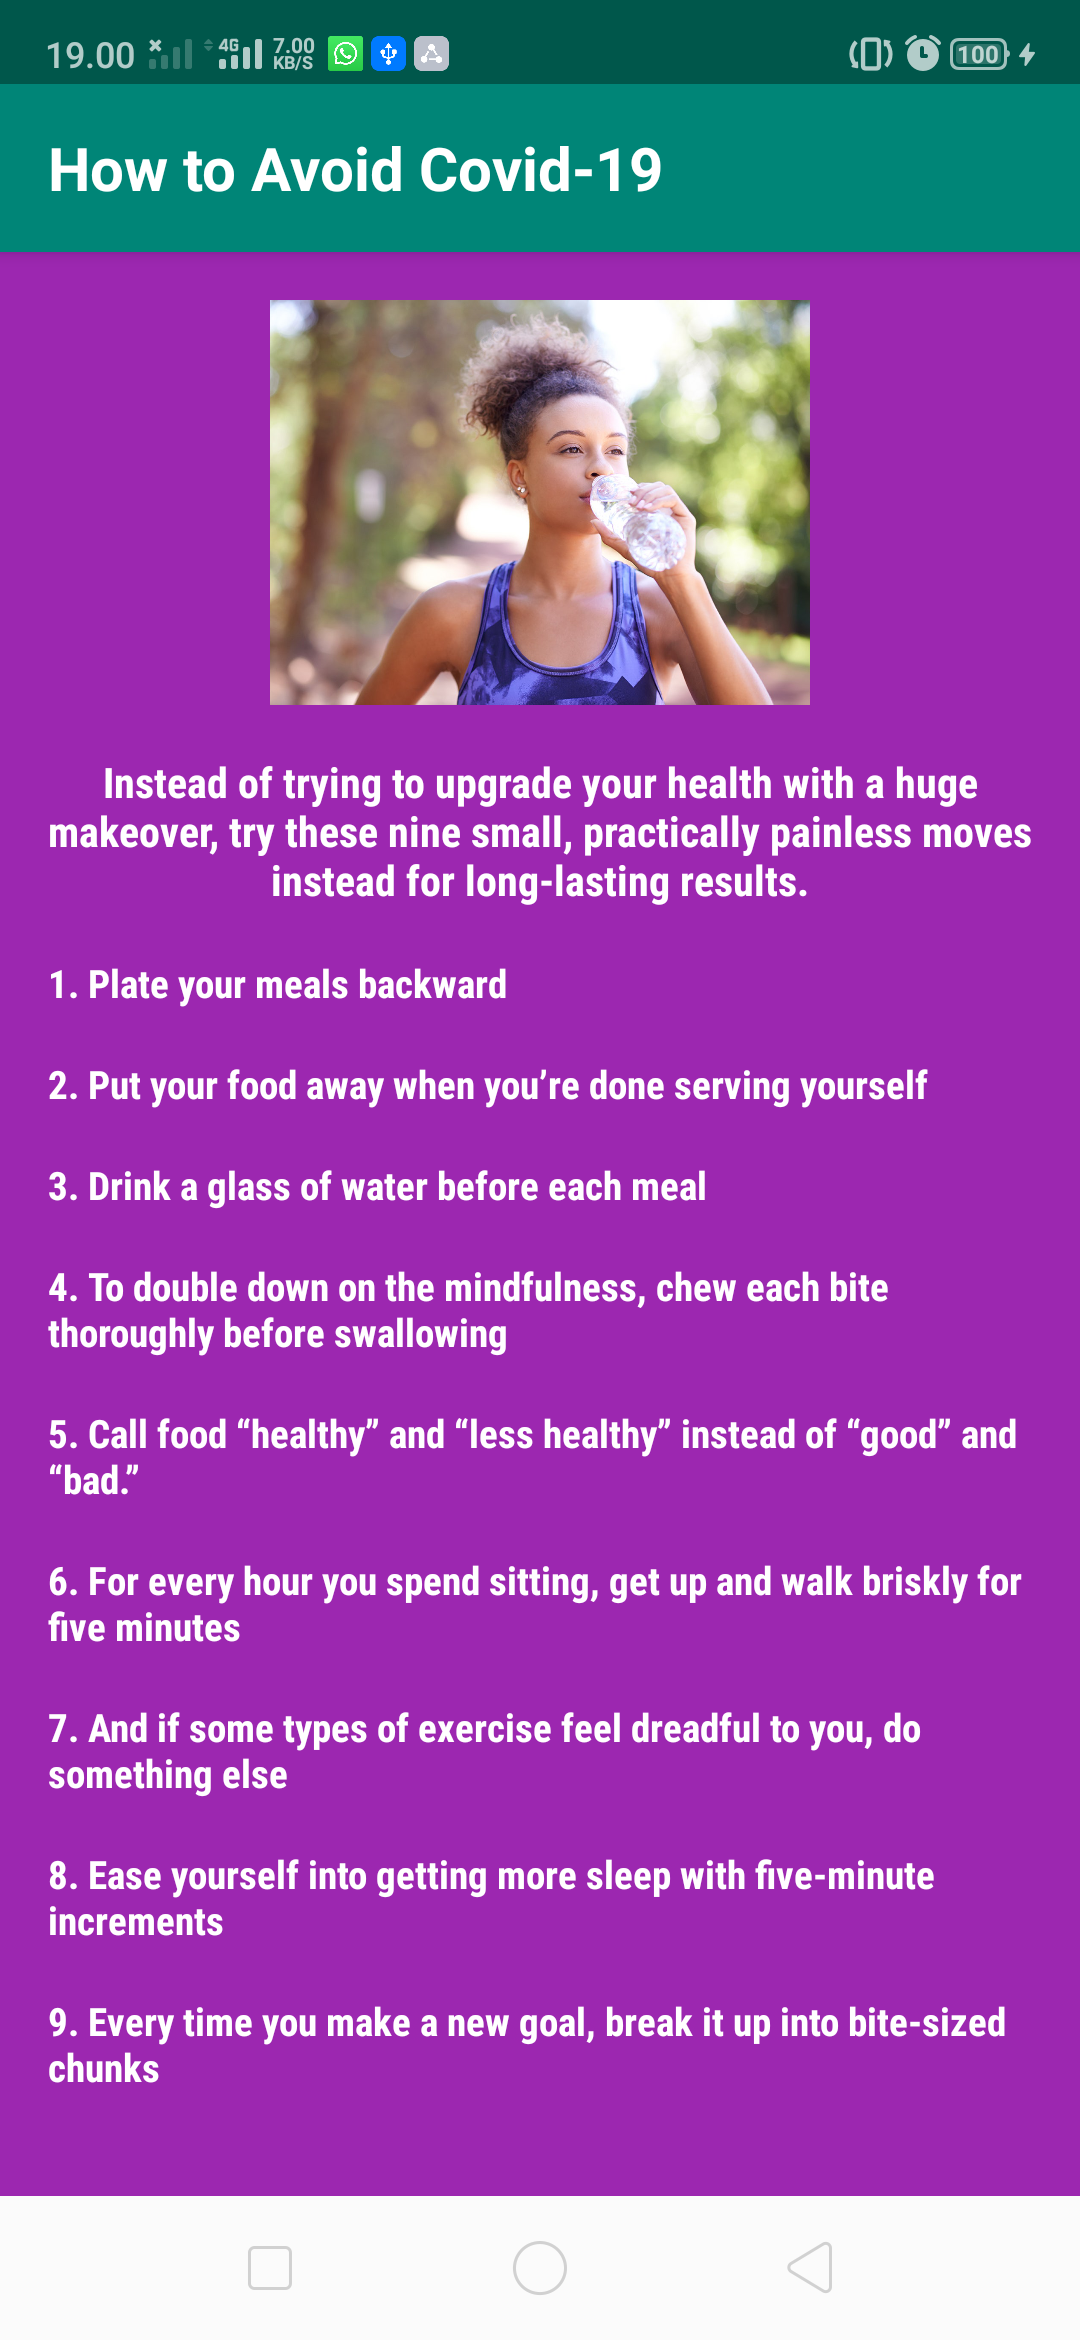 19.00 4G 7.00 KB/S 100
How to Avoid Covid-19
Instead of trying to upgrade your health with a huge
makeover, try these nine small, practically painless moves
instead for long-lasting results.
1. Plate your meals backward
2. Put your food away when you’re done serving yourself
3. Drink a glass of water before each meal
4. To double down on the mindfulness, chew each bite
thoroughly before swallowing
5. Call food “healthy” and “less healthy” instead of “good” and
“bad.”
6. For every hour you spend sitting, get up and walk briskly for
five minutes
7. And if some types of exercise feel dreadful to you, do
something else
8. Ease yourself into getting more sleep with five-minute
increments
9. Every time you make a new goal, break it up into bite-sized
chunks